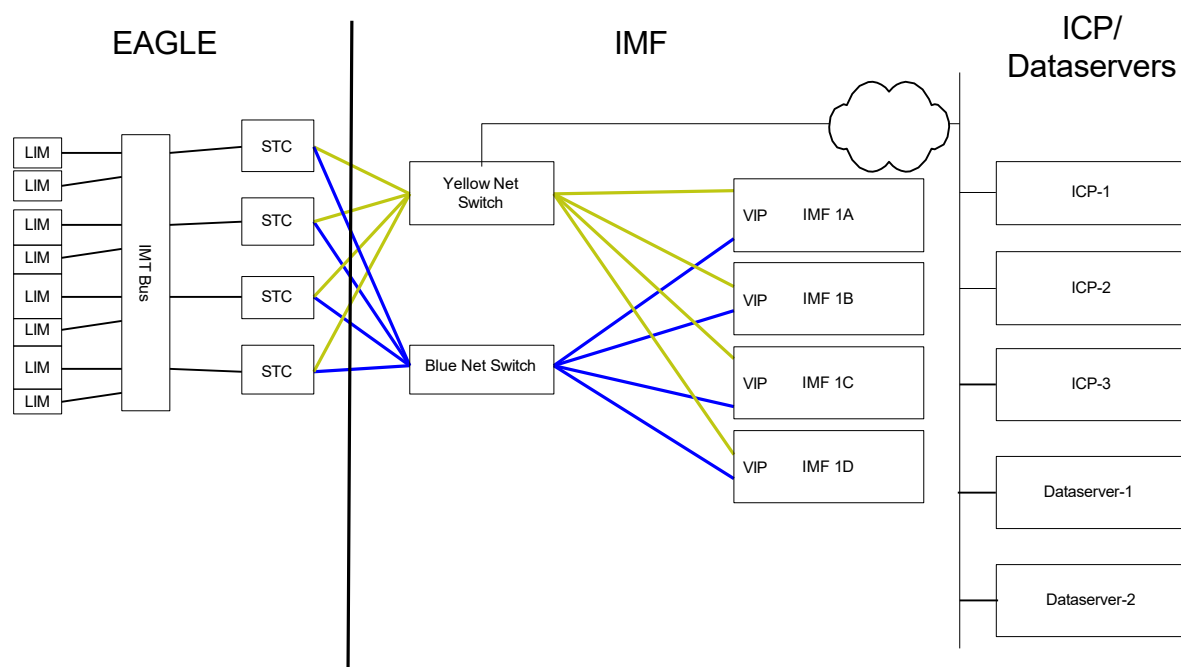 EAGLE
IMF
ICP/
Dataservers
LIM
LIM
LIM
LIM
LIM
LIM
LIM
LIM
IMT Bus
STC
STC
STC
STC
Yellow Net
Switch
Blue Net Switch
VIP IMF 1A
VIP IMF 1B
VIP IMF 1C
VIP IMF 1D
ICP-1
ICP-2
ICP-3
Dataserver-1
Dataserver-2